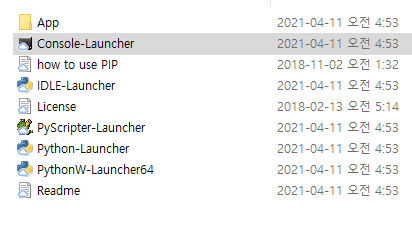 App 2021-04-11 오전 4:53
Console-Launcher 2021-04-11 오전 4:53
how to use PIP 2018-11-02 오전 1:32
IDLE-Launcher 2021-04-11 오전 4:53
License 2018-02-13 오전 5:14
PyScripter-Launcher 2021-04-11 오전 4:53
Python-Launcher 2021-04-11 오전 4:53
PythonW-Launcher64 2021-04-11 오전 4:53
Readme 2021-04-11 오전 4:53